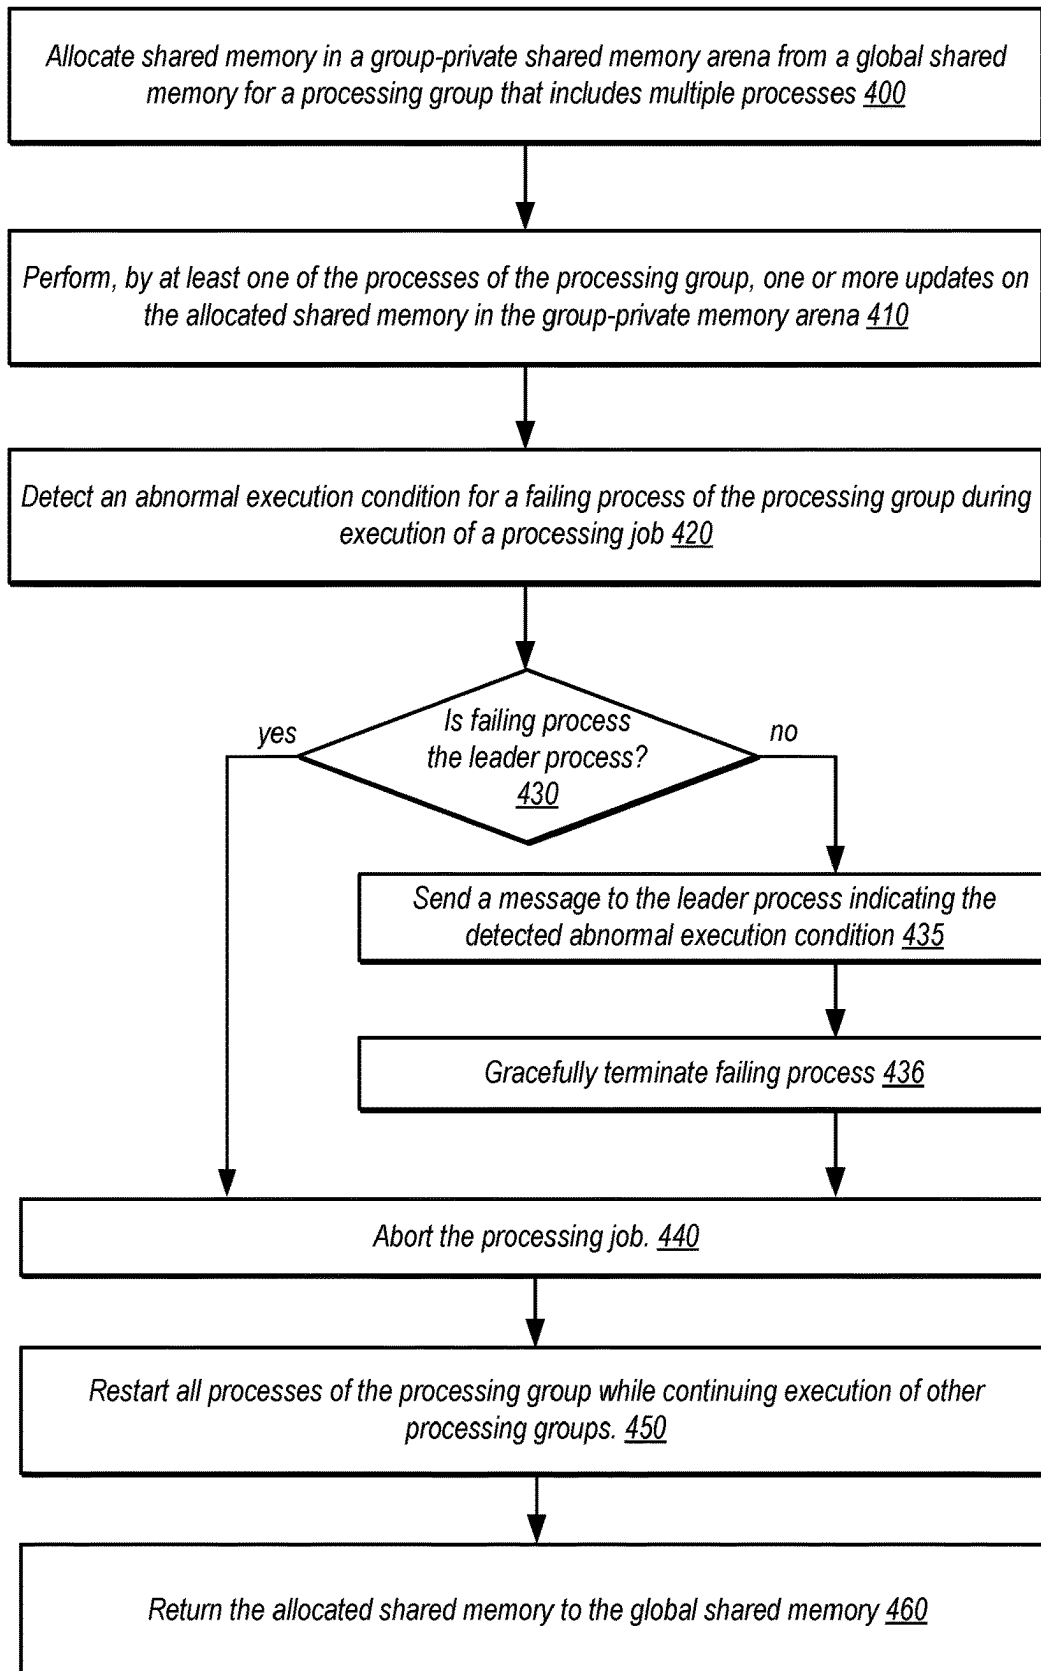 Allocate shared memory in a group-private shared memory arena from a global shared
memory for a processing group that includes multiple processes 400
Perform, by at least one of the processes of the processing group, one or more updates on
the allocated shared memory in the group-private memory arena 410
Detect an abnormal execution condition for a failing process of the processing group during
execution of a processing job 420
Is failing process
the leader process?
430
yes
no
Send a message to the leader process indicating the
detected abnormal execution condition 435
Gracefully terminate failing process 436
Abort the processing job. 440
Restart all processes of the processing group while continuing execution of other
processing groups. 450
Return the allocated shared memory to the global shared memory 460